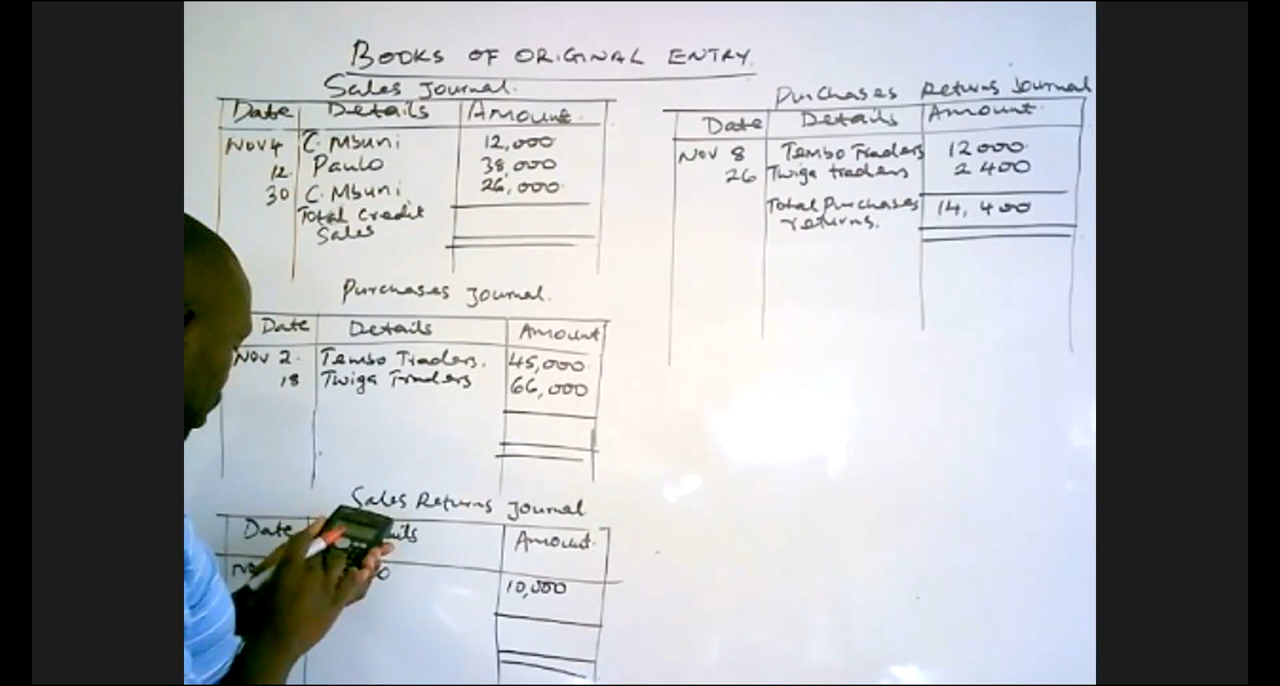 BOOKS OF ORIGINAL ENTRY.
Sales Journal.
Date Details Amount
Nov 4 C. Mbuni 12,000
12 Paulo 38,000
30 C. Mbuni 26,000
Total Credit
Sales
Purchases Journal.
Date Details Amount
Nov 2. Tembo Traders. 45,000
18 Twiga Traders 66,000
Sales Returns Journal
Date Amount
10,000
Purchases Returns Journal
Date Details Amount
Nov 8 Tembo Traders 12000
26 Twiga traders 2400
Total Purchases 14,400
returns.